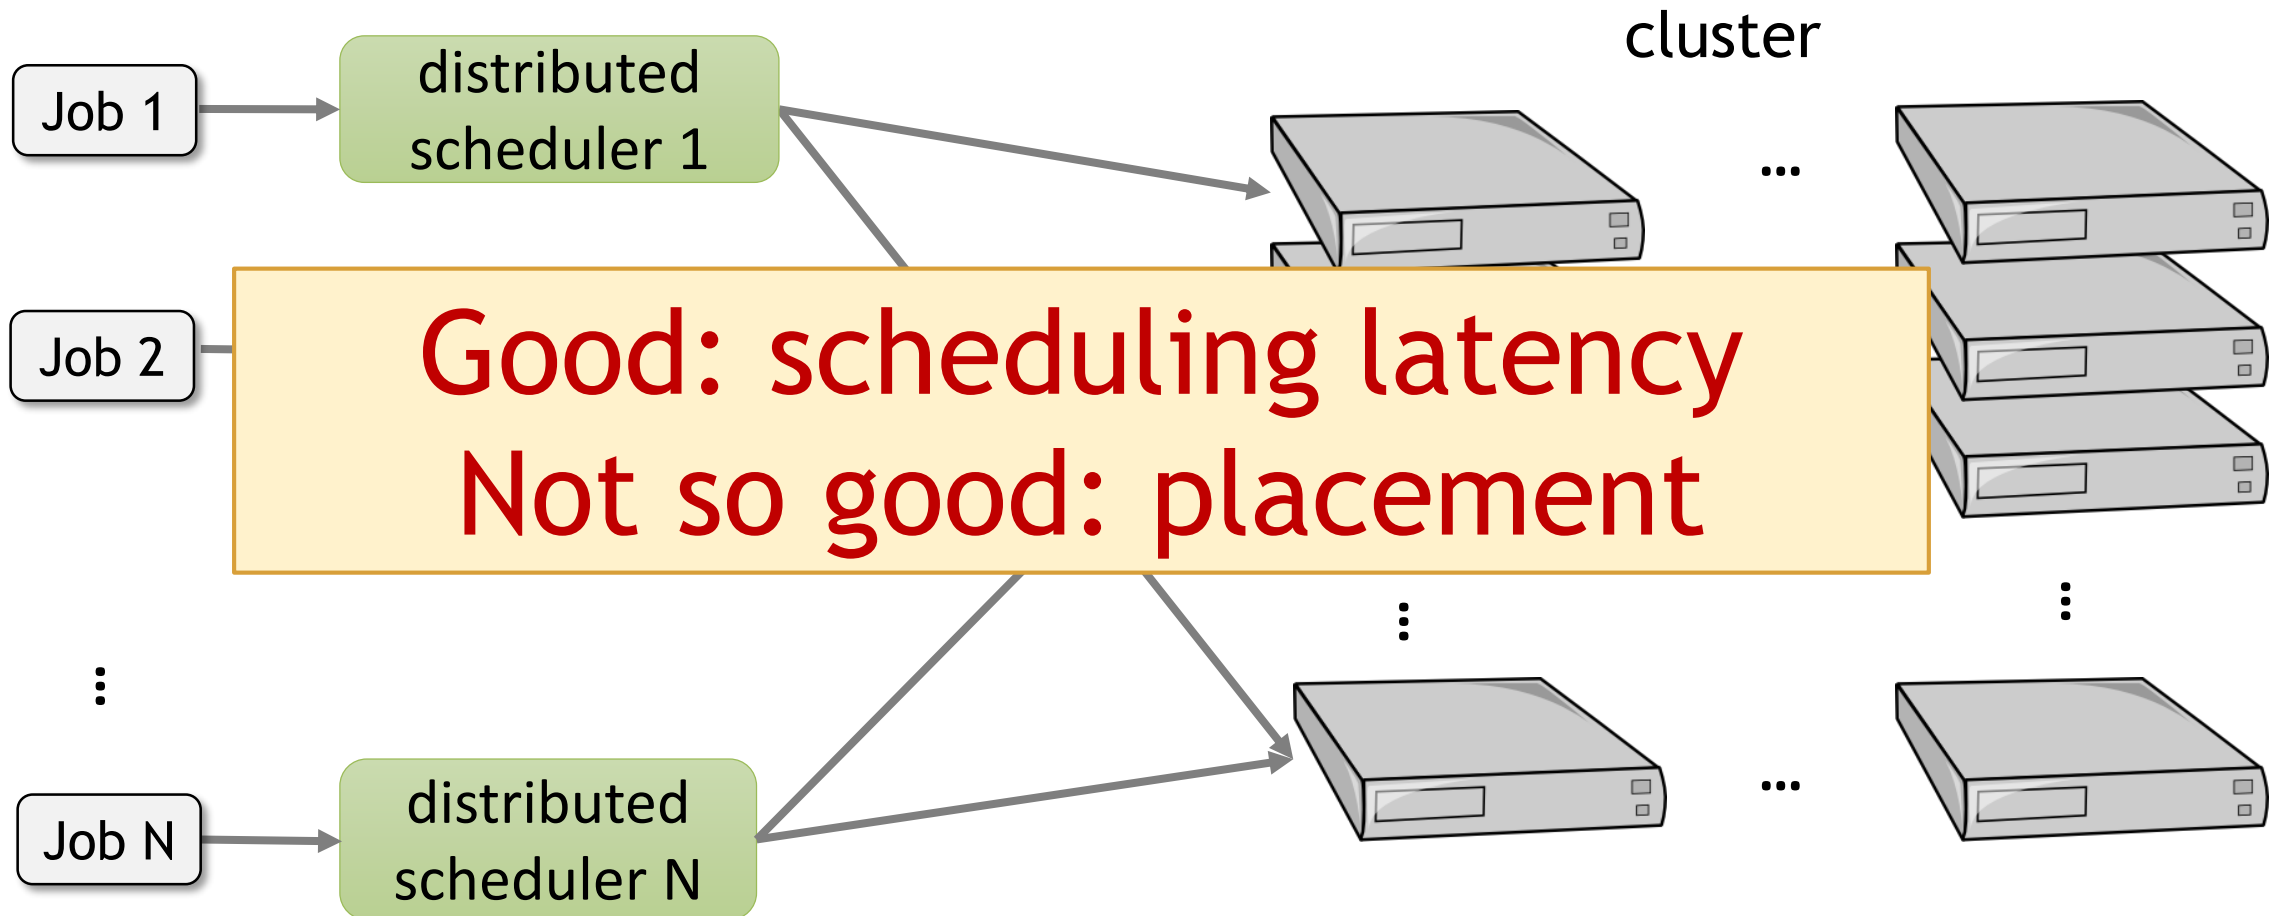 cluster
Job 1
distributed
scheduler 1
...
Job 2
Good: scheduling latency
Not so good: placement
...
...
...
Job N
distributed
scheduler N
...